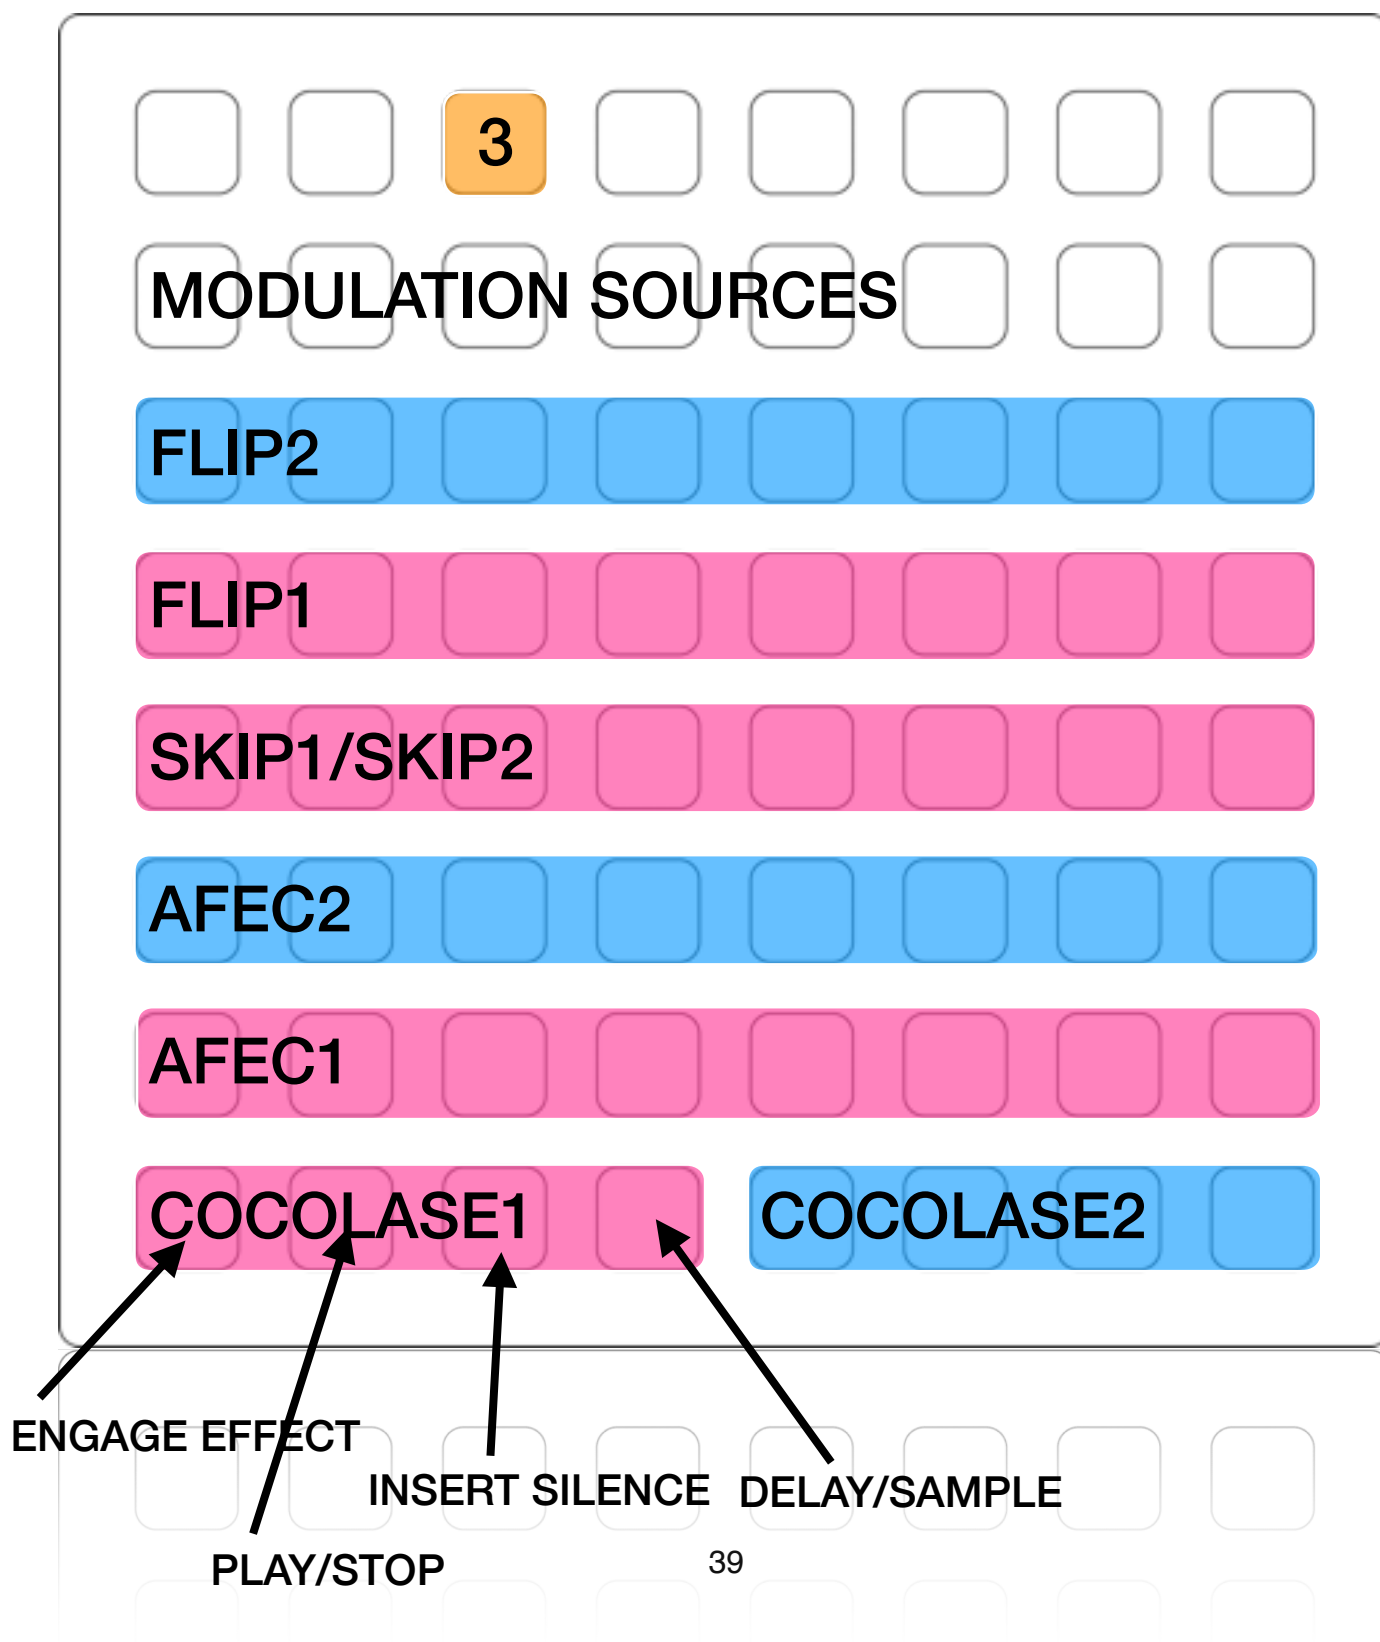 3
MODULATION SOURCES
FLIP2
FLIP1
SKIP1/SKIP2
AFEC2
AFEC1
COCOLASE1 COCOLASE2
ENGAGE EFFECT
INSERT SILENCE DELAY/SAMPLE
PLAY/STOP
39